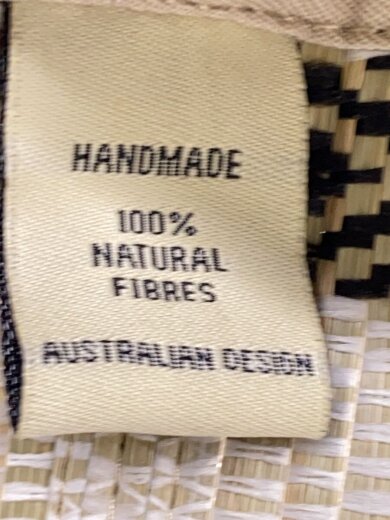 HANDMADE
100%
NATURAL
FIBRES
AUSTRALIAN DESIGN